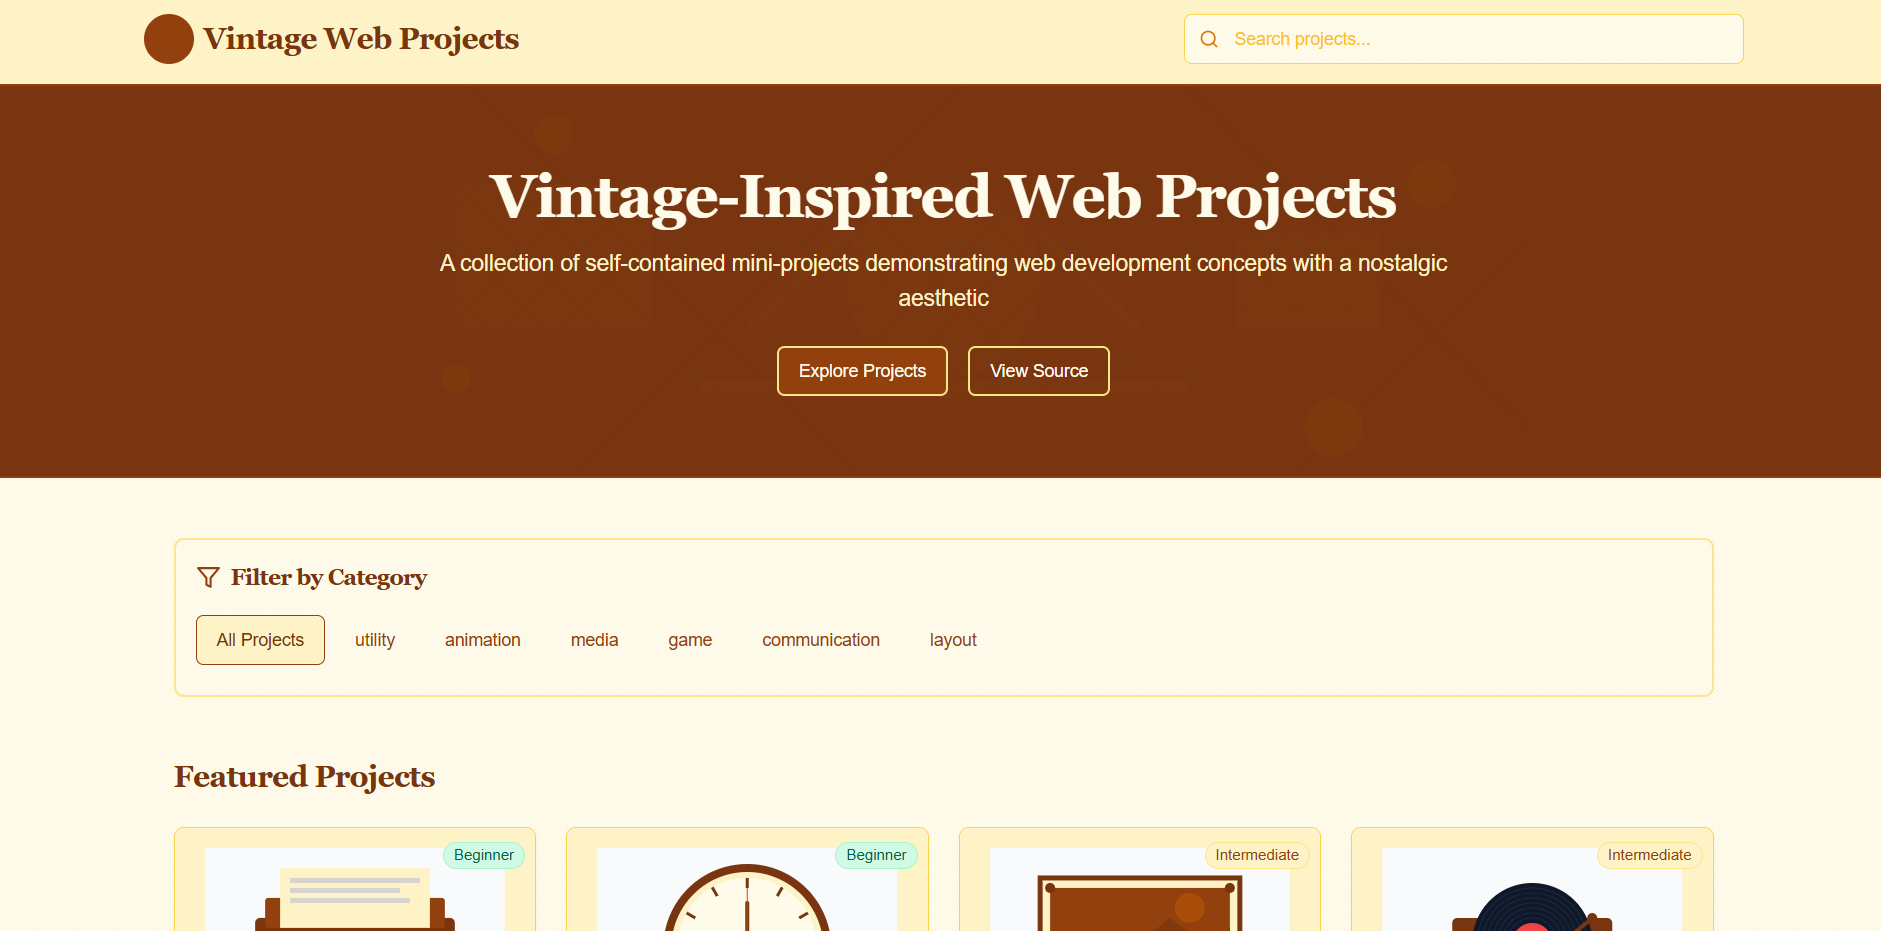 Vintage Web Projects
Search projects...
Vintage-Inspired Web Projects
A collection of self-contained mini-projects demonstrating web development concepts with a nostalgic
aesthetic
Explore Projects
View Source
Filter by Category
All Projects
utility
animation
media
game
communication
layout
Featured Projects
Beginner
Beginner
Intermediate
Intermediate